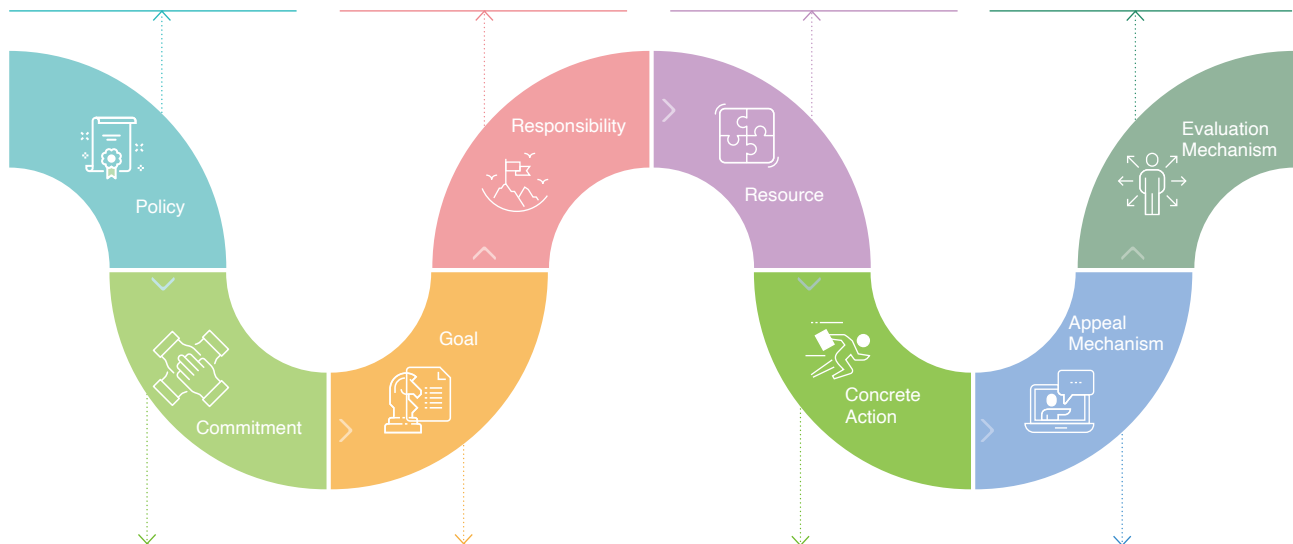 Policy
Commitment
Goal
Responsibility
Resource
Concrete
Action
Appeal
Mechanism
Evaluation
Mechanism